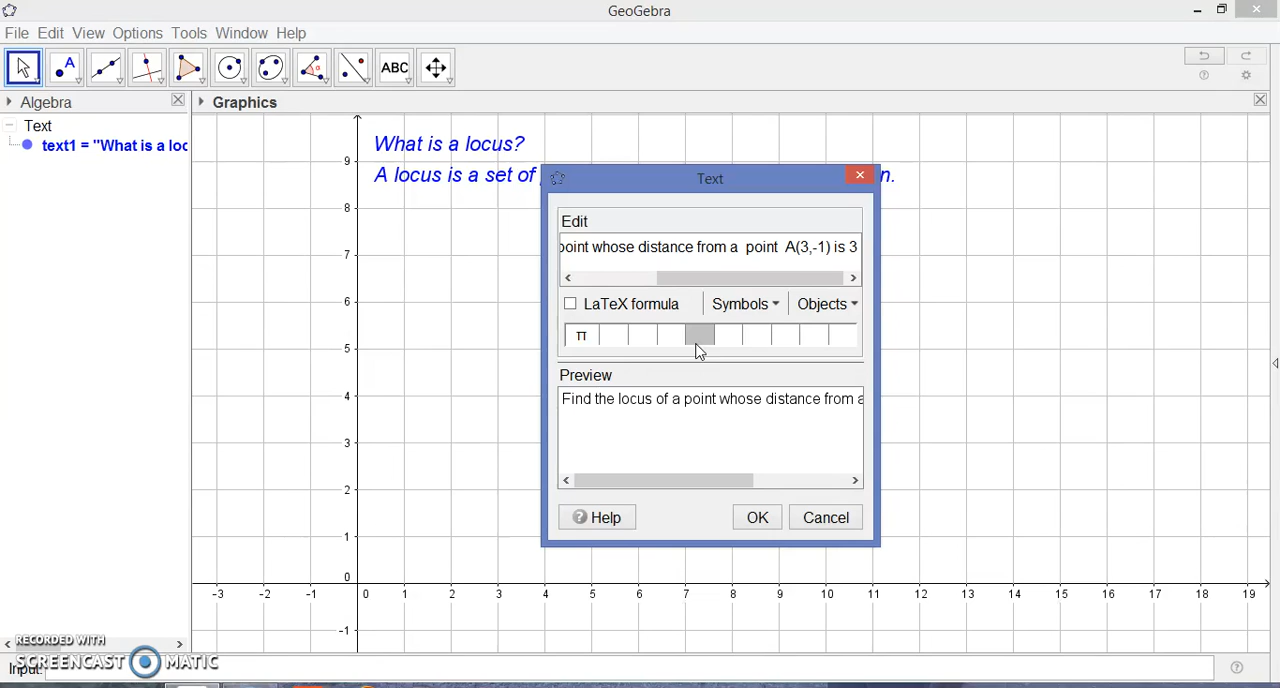 GeoGebra
File Edit View Options Tools Window Help
ABC
Algebra
Graphics
Text
text1 = "What is a loc
What is a locus?
A locus is a set of
n.
Text
Edit
point whose distance from a point A(3,-1) is 3
LaTeX formula Symbols Objects
π
Preview
Find the locus of a point whose distance from a
Help OK Cancel
9
8
7
6
5
4
3
2
1
0
-3 -2 -1 0 1 2 3 4 5 6 7 8 9 10 11 12 13 14 15 16 17 18 19
-1
RECORDED WITH
SCREENCAST MATIC
Input: